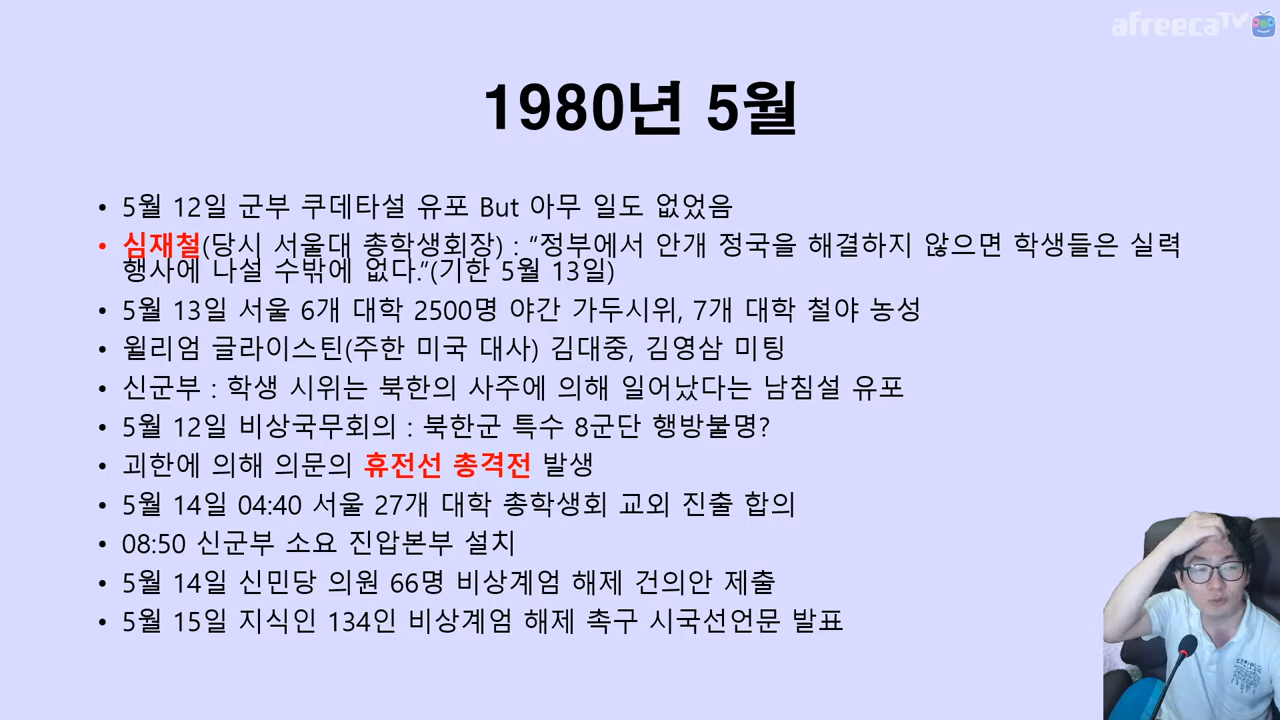 afreecaTV
1980년 5월
• 5월 12일 군부 쿠데타설 유포 But 아무 일도 없었음
• 심재철(당시 서울대 총학생회장) : “정부에서 안개 정국을 해결하지 않으면 학생들은 실력
행사에 나설 수밖에 없다.”(기한 5월 13일)
• 5월 13일 서울 6개 대학 2500명 야간 가두시위, 7개 대학 철야 농성
• 윌리엄 글라이스틴(주한 미국 대사) 김대중, 김영삼 미팅
• 신군부 : 학생 시위는 북한의 사주에 의해 일어났다는 남침설 유포
• 5월 12일 비상국무회의 : 북한군 특수 8군단 행방불명?
• 괴한에 의해 의문의 휴전선 총격전 발생
• 5월 14일 04:40 서울 27개 대학 총학생회 교외 진출 합의
• 08:50 신군부 소요 진압본부 설치
• 5월 14일 신민당 의원 66명 비상계엄 해제 건의안 제출
• 5월 15일 지식인 134인 비상계엄 해제 촉구 시국선언문 발표